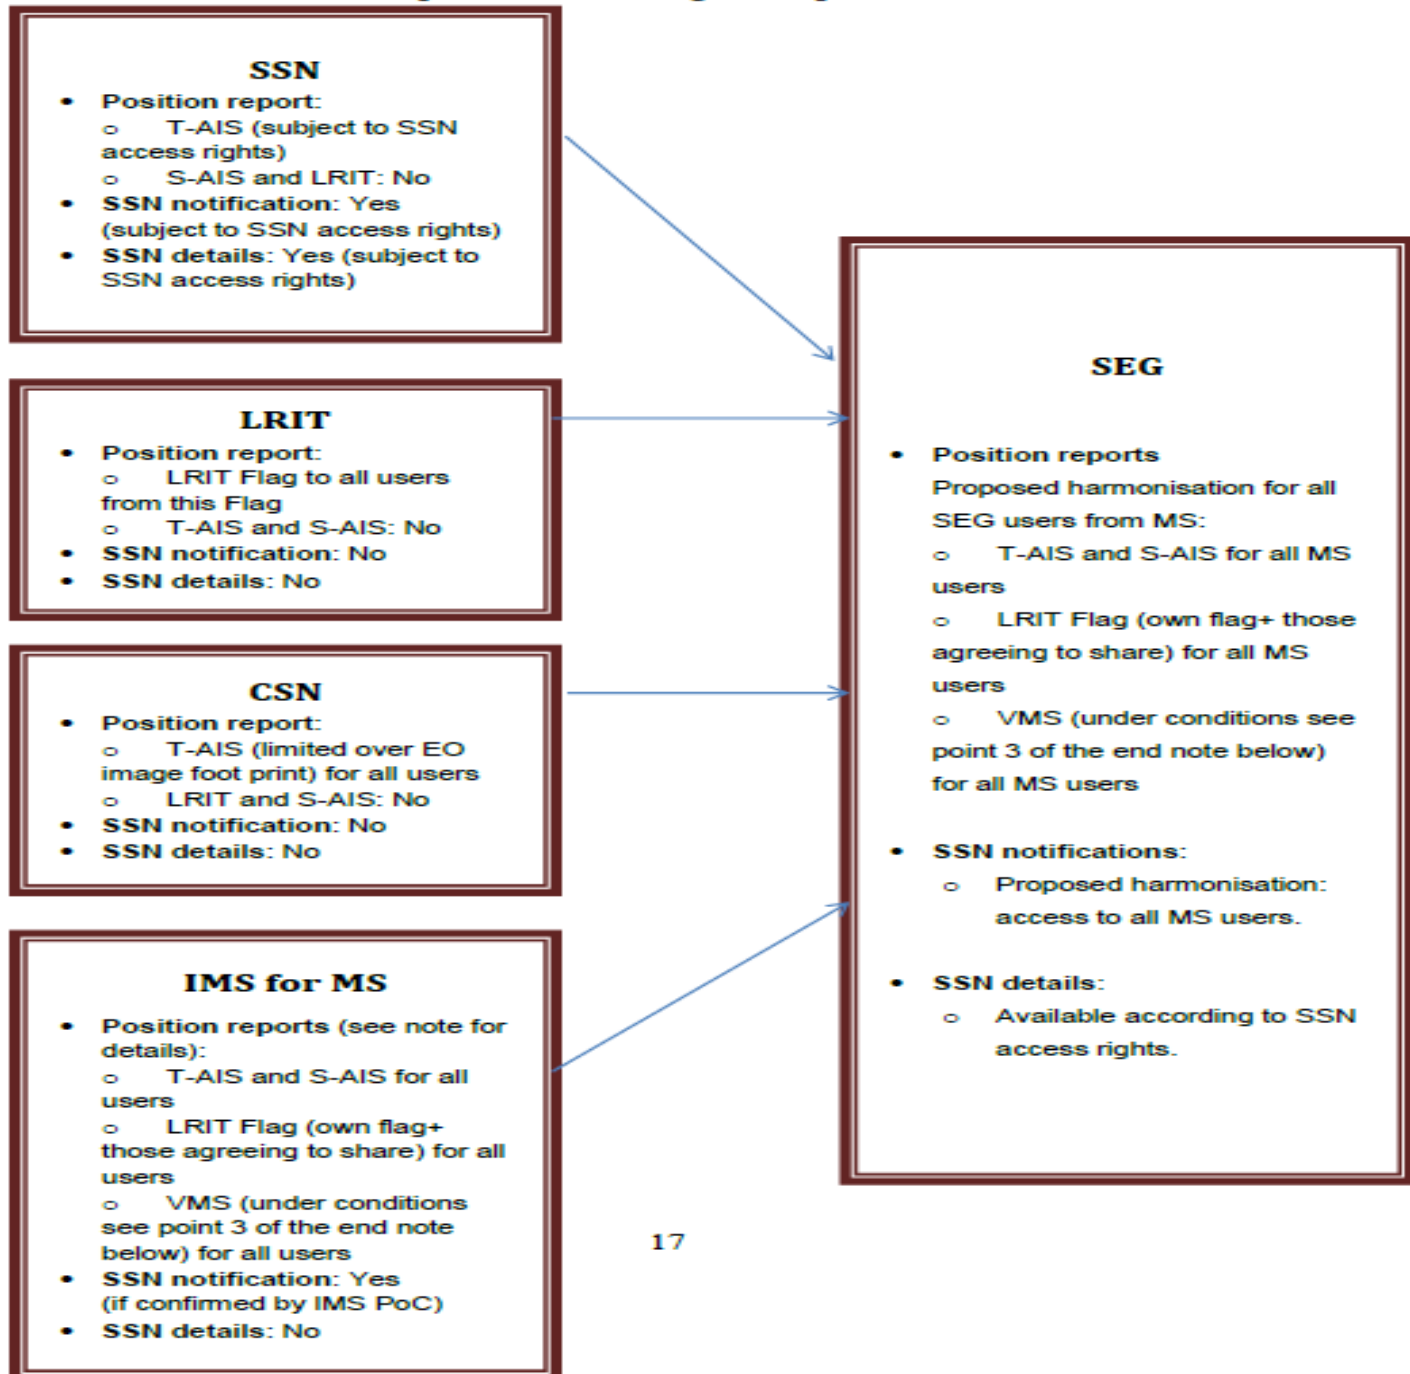 SSN
• Position report:
o T-AIS (subject to SSN
access rights)
o S-AIS and LRIT: No
• SSN notification: Yes
(subject to SSN access rights)
• SSN details: Yes (subject to
SSN access rights)
LRIT
• Position report:
o LRIT Flag to all users
from this Flag
o T-AIS and S-AIS: No
• SSN notification: No
• SSN details: No
CSN
• Position report:
o T-AIS (limited over EO
image foot print) for all users
o LRIT and S-AIS: No
• SSN notification: No
• SSN details: No
IMS for MS
• Position reports (see note for
details):
o T-AIS and S-AIS for all
users
o LRIT Flag (own flag+
those agreeing to share) for all
users
o VMS (under conditions
see point 3 of the end note
below) for all users
• SSN notification: Yes
(if confirmed by IMS PoC)
• SSN details: No
SEG
• Position reports
Proposed harmonisation for all
SEG users from MS:
o T-AIS and S-AIS for all MS
users
o LRIT Flag (own flag+ those
agreeing to share) for all MS
users
o VMS (under conditions see
point 3 of the end note below)
for all MS users
• SSN notifications:
o Proposed harmonisation:
access to all MS users.
• SSN details:
o Available according to SSN
access rights.
17